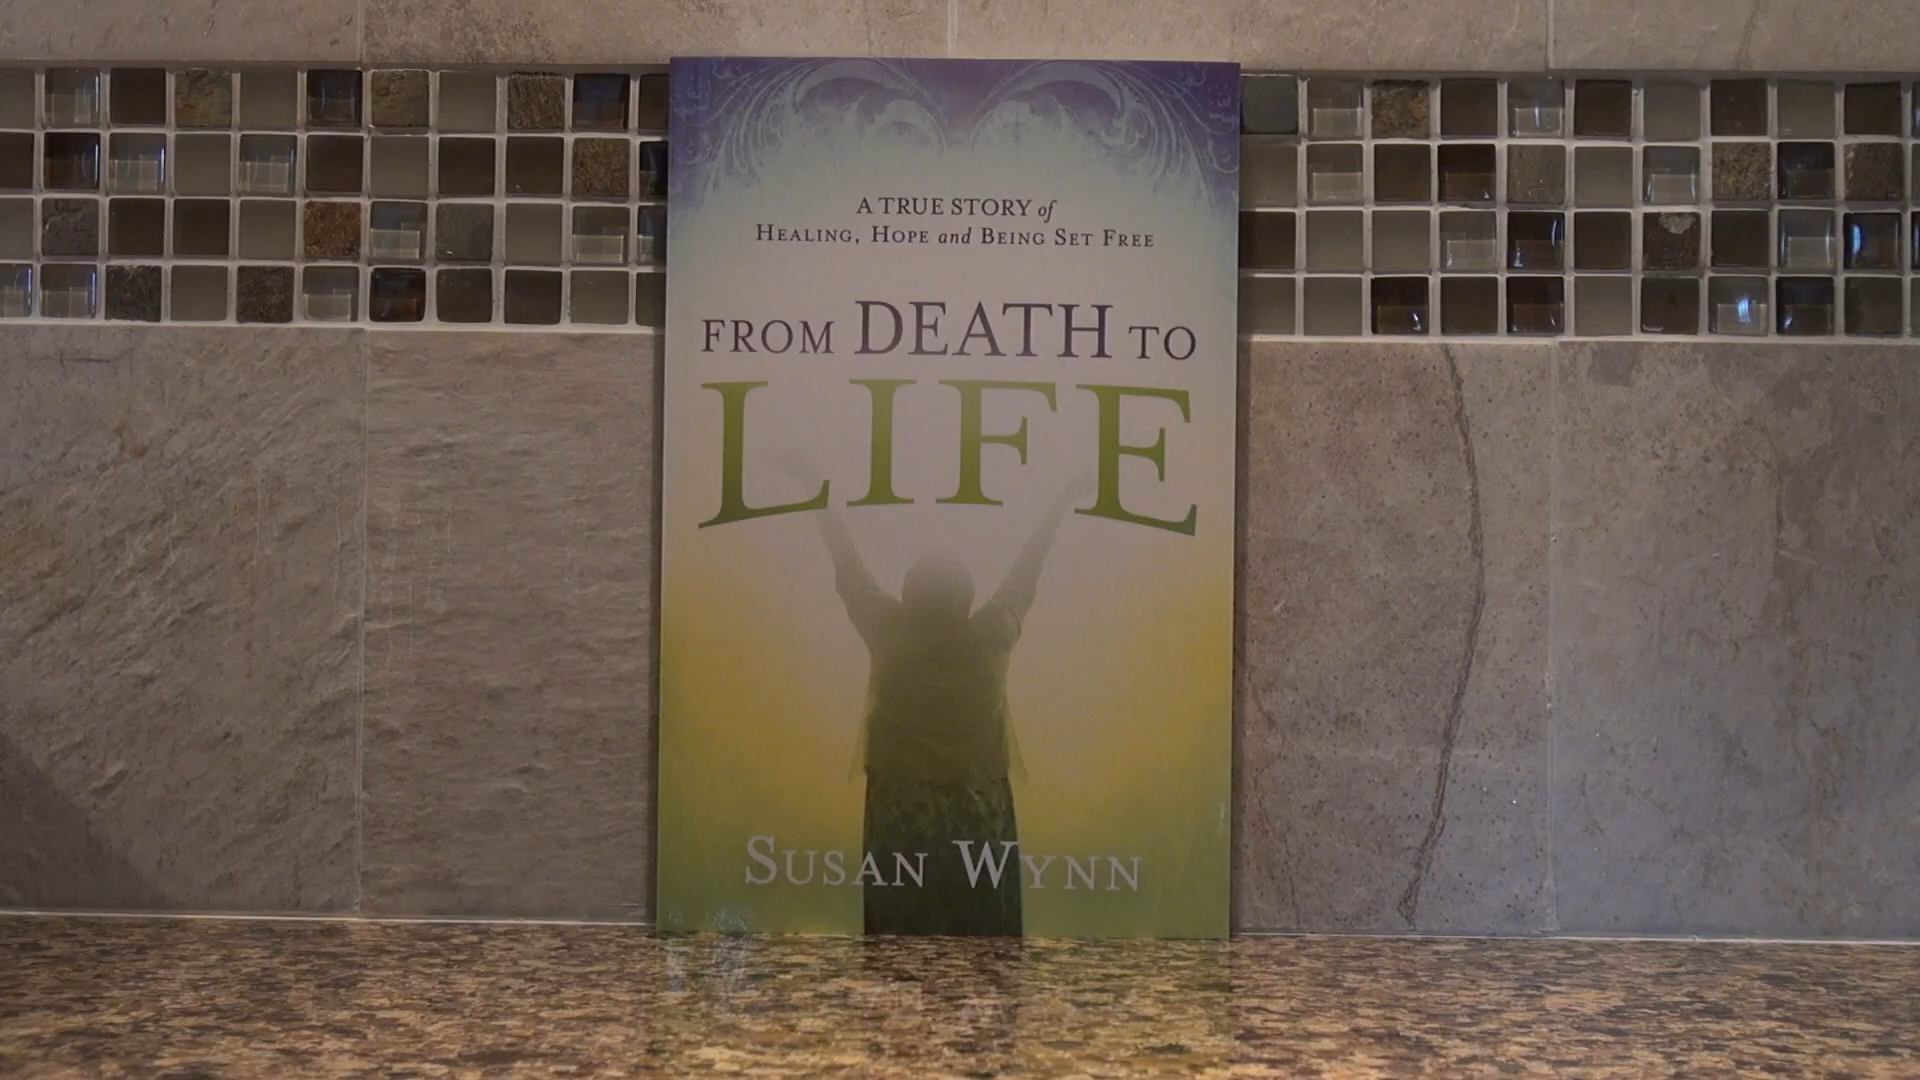 A TRUE STORY of
HEALING, HOPE and BEING SET FREE
FROM DEATH TO
LIFE
SUSAN WYNN